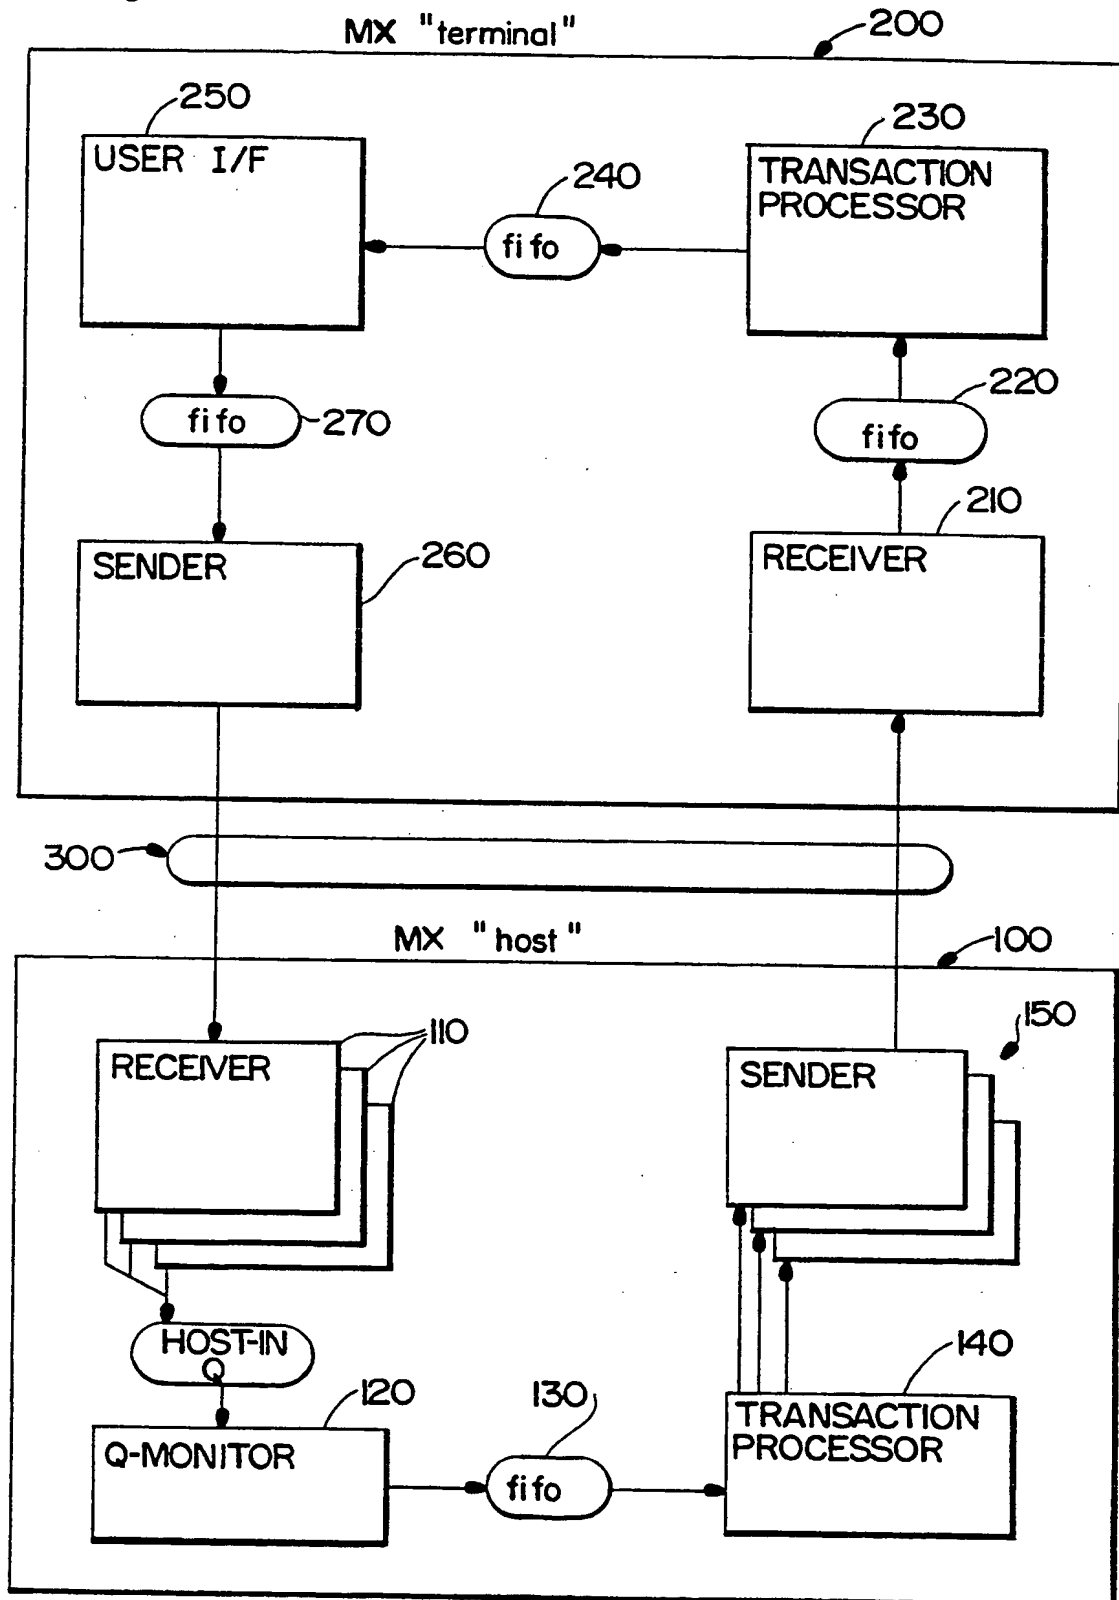 MX "terminal"
200
250
USER I/F
230
TRANSACTION
PROCESSOR
240
fifo
220
fifo
fifo
270
210
SENDER
260
RECEIVER
300
MX "host"
100
110
RECEIVER
150
SENDER
HOST-IN
Q
120
Q-MONITOR
130
fifo
140
TRANSACTION
PROCESSOR